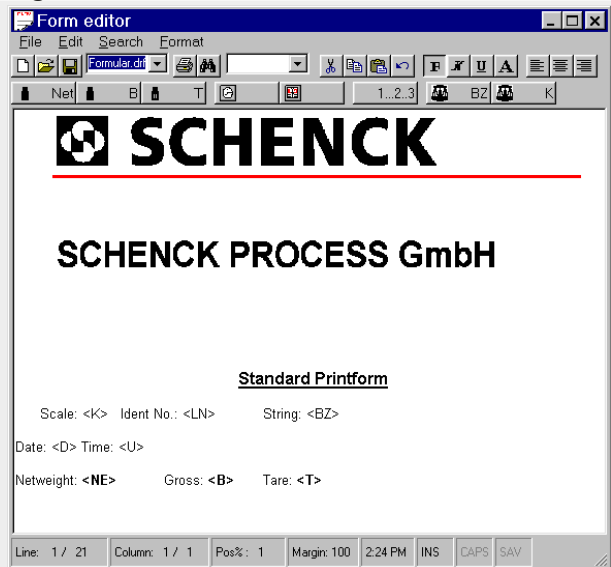 Form editor
File Edit Search Format
Formular.drf F K U A
Net B T 1...2..3 BZ K
SCHENCK
SCHENCK PROCESS GmbH
Standard Printform
Scale: <K> Ident No.: <LN> String: <BZ>
Date: <D> Time: <U>
Netweight: <NE> Gross: <B> Tare: <T>
Line: 1 / 21 Column: 1 / 1 Pos% : 1 Margin: 100 2:24 PM INS CAPS SAV